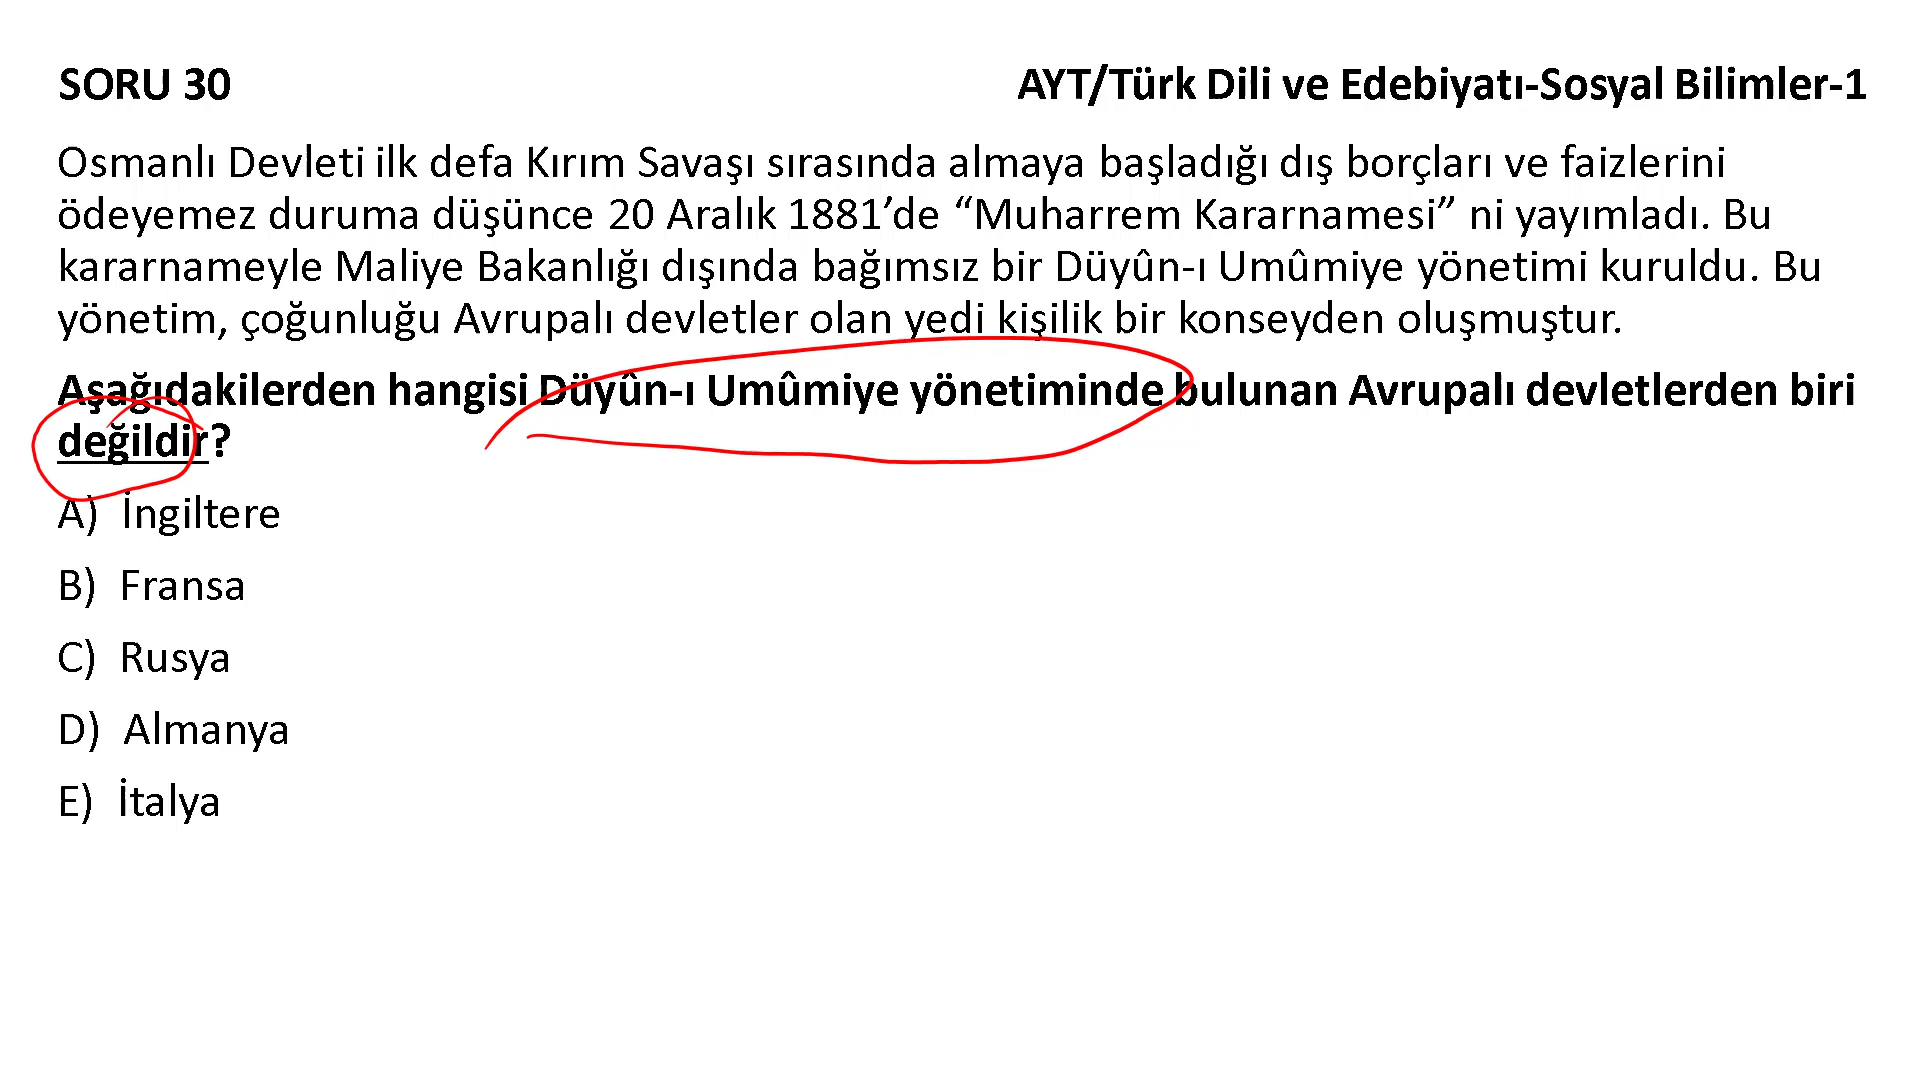 SORU 30
AYT/Türk Dili ve Edebiyatı-Sosyal Bilimler-1
Osmanlı Devleti ilk defa Kırım Savaşı sırasında almaya başladığı dış borçları ve faizlerini
ödeyemez duruma düşünce 20 Aralık 1881’de “Muharrem Kararnamesi” ni yayımladı. Bu
kararnameyle Maliye Bakanlığı dışında bağımsız bir Düyûn-ı Umûmiye yönetimi kuruldu. Bu
yönetim, çoğunluğu Avrupalı devletler olan yedi kişilik bir konseyden oluşmuştur.
Aşağıdakilerden hangisi Düyûn-ı Umûmiye yönetiminde bulunan Avrupalı devletlerden biri
değildir?
A) İngiltere
B) Fransa
C) Rusya
D) Almanya
E) İtalya